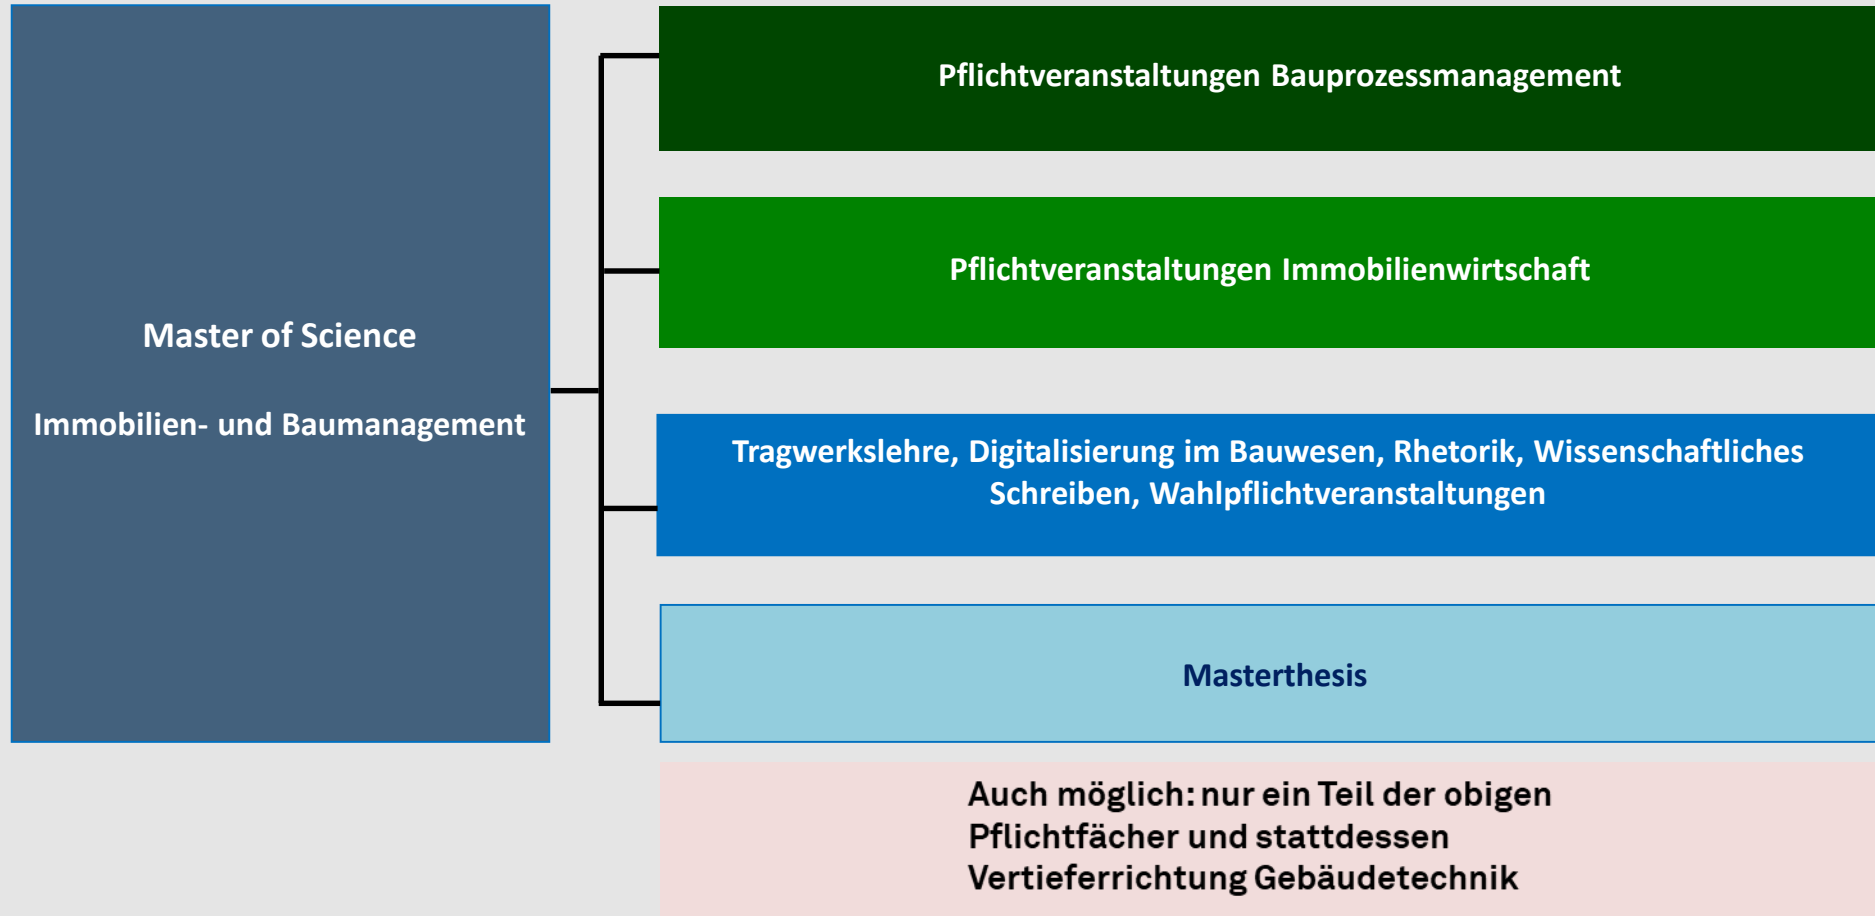 Master of Science
Immobilien- und Baumanagement
Pflichtveranstaltungen Bauprozessmanagement
Pflichtveranstaltungen Immobilienwirtschaft
Tragwerkslehre, Digitalisierung im Bauwesen, Rhetorik, Wissenschaftliches
Schreiben, Wahlpflichtveranstaltungen
Masterthesis
Auch möglich: nur ein Teil der obigen
Pflichtfächer und stattdessen
Vertieferrichtung Gebäudetechnik